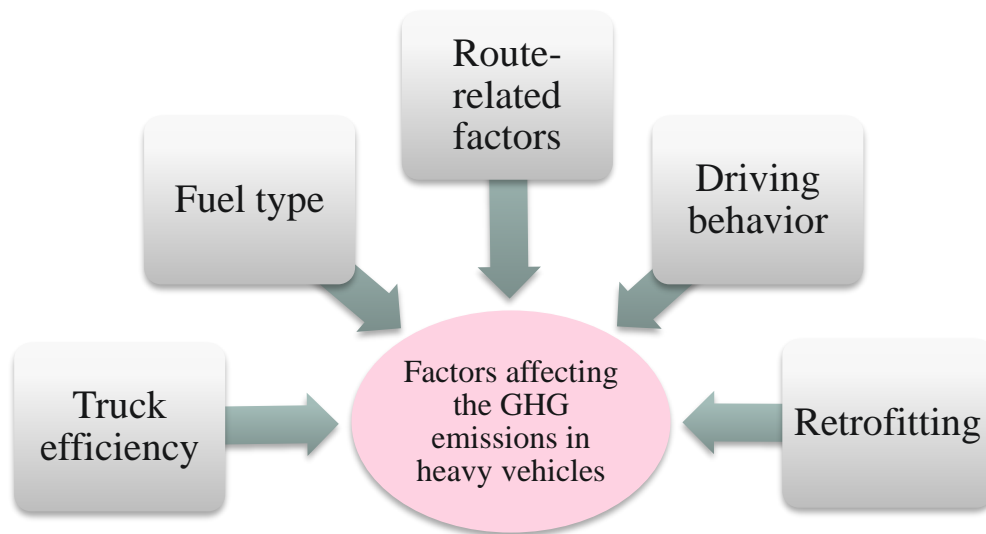 Route-
related
factors
Fuel type
Driving
behavior
Truck
efficiency
Factors affecting
the GHG
emissions in
heavy vehicles
Retrofitting